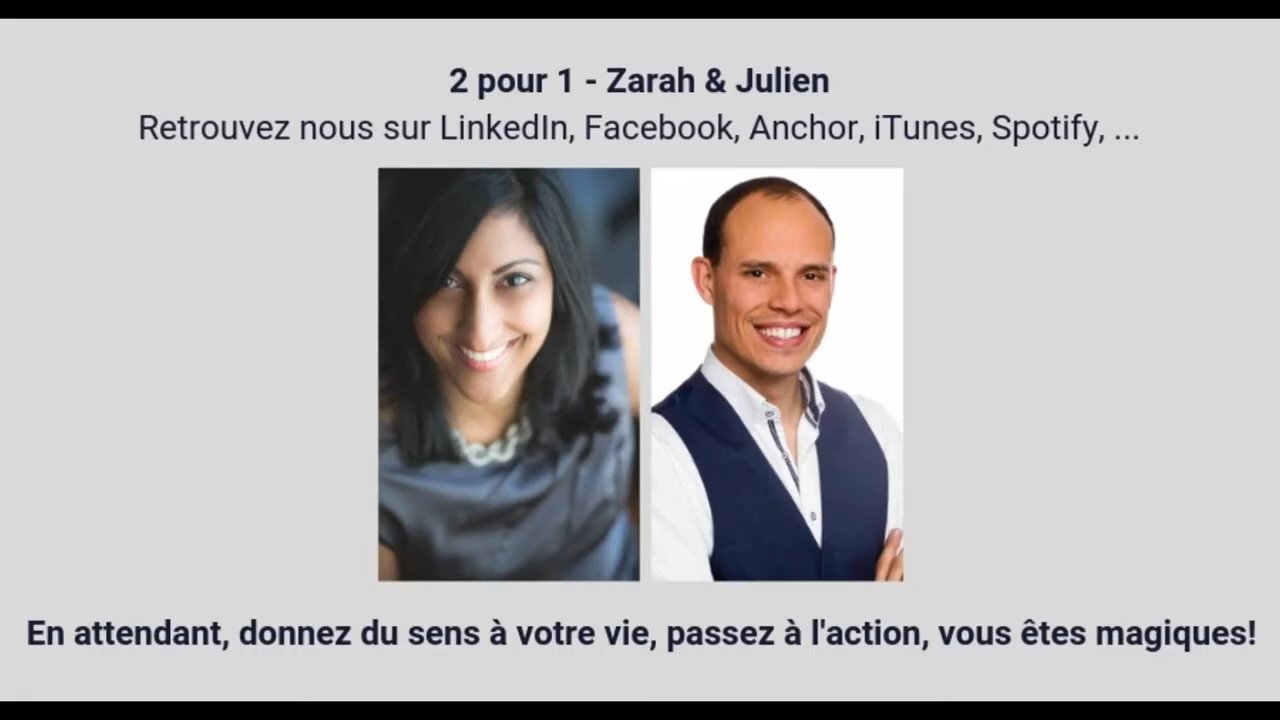 2 pour 1 - Zarah & Julien
Retrouvez nous sur LinkedIn, Facebook, Anchor, iTunes, Spotify, ...
En attendant, donnez du sens à votre vie, passez à l'action, vous êtes magiques!